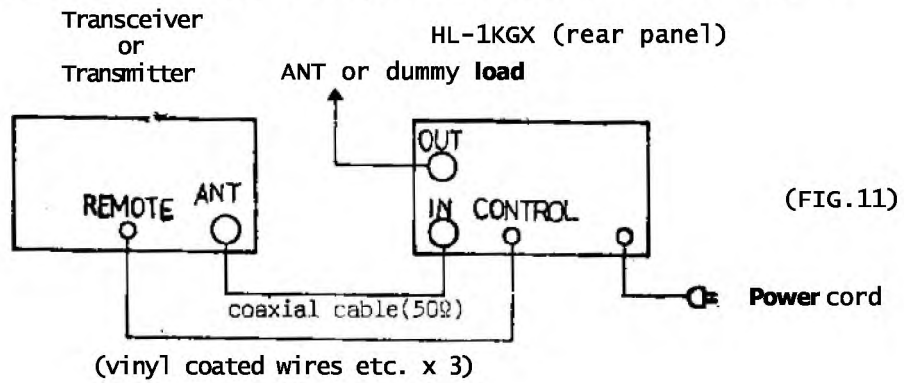 Transceiver
or
Transmitter
HL-1KGX (rear panel)
ANT or dummy load
OUT
REMOTE
ANT
IN
CONTROL
(FIG.11)
coaxial cable(50Ω)
Power cord
(vinyl coated wires etc. x 3)